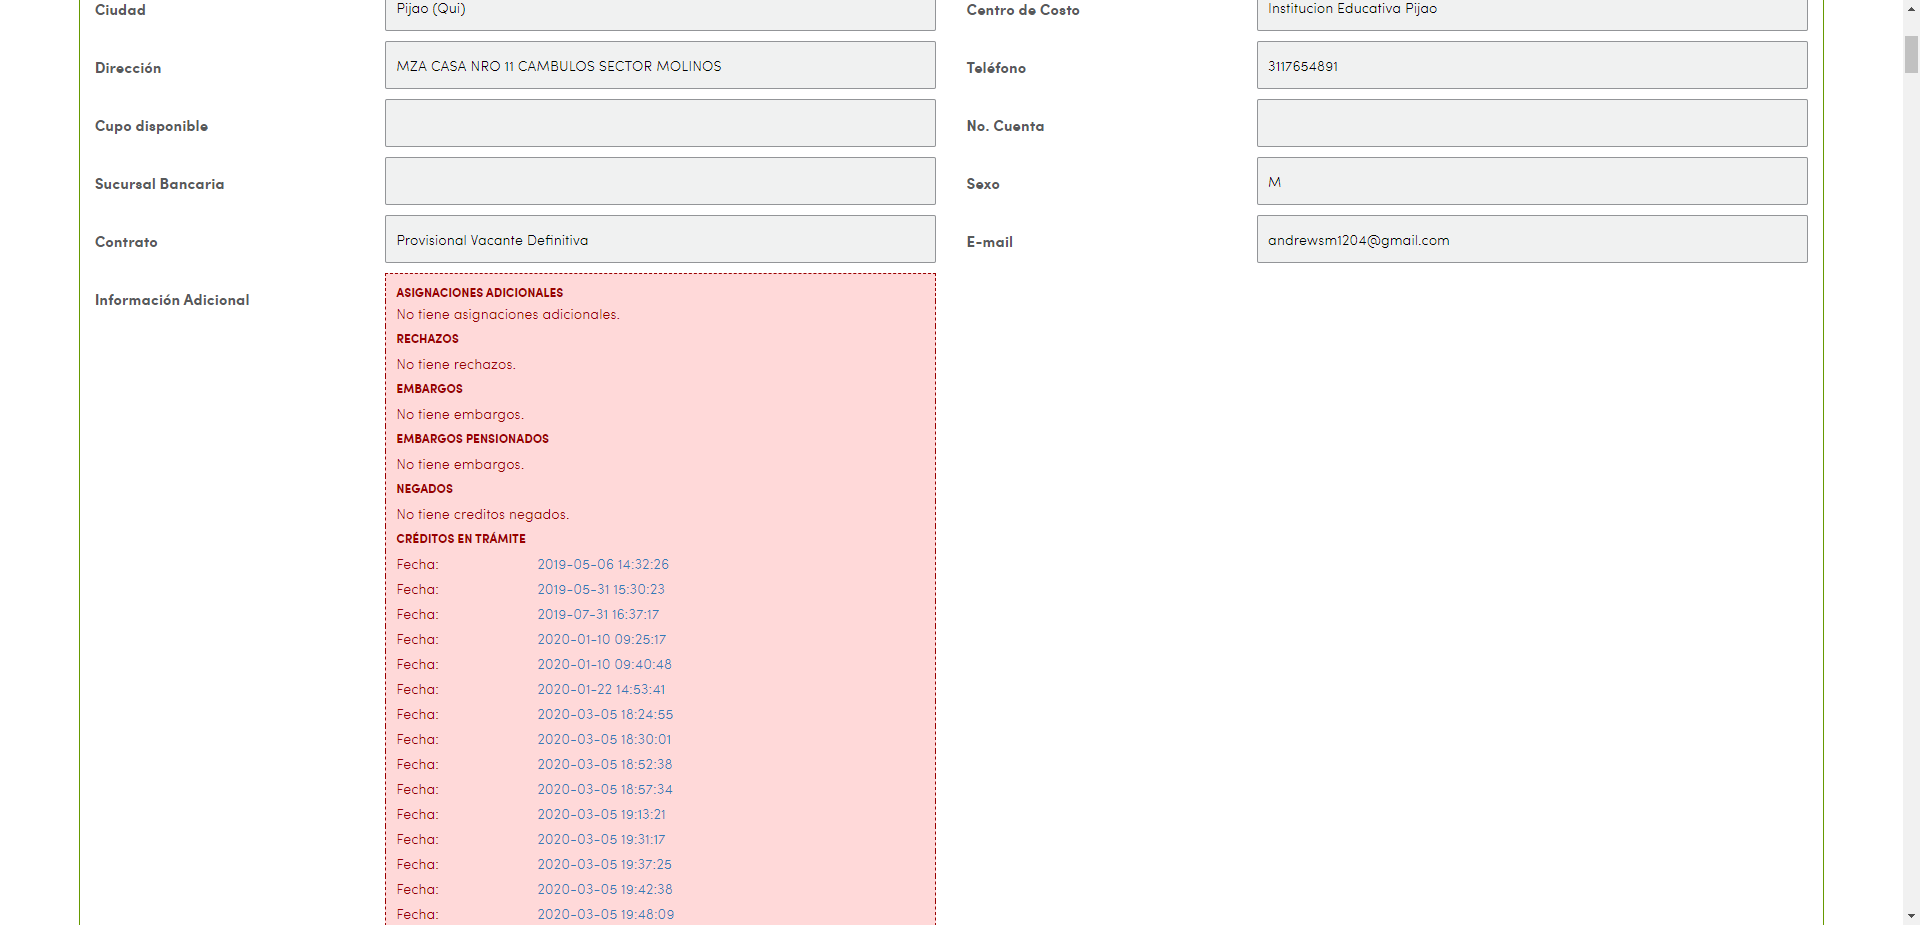 Ciudad Pijao (Qui) Centro de Costo Institucion Educativa Pijao
Dirección MZA CASA NRO 11 CAMBULOS SECTOR MOLINOS Teléfono 3117654891
Cupo disponible No. Cuenta
Sucursal Bancaria Sexo M
Contrato Provisional Vacante Definitiva E-mail andrewsm1204@gmail.com
Información Adicional
ASIGNACIONES ADICIONALES
No tiene asignaciones adicionales.
RECHAZOS
No tiene rechazos.
EMBARGOS
No tiene embargos.
EMBARGOS PENSIONADOS
No tiene embargos.
NEGADOS
No tiene creditos negados.
CRÉDITOS EN TRÁMITE
Fecha: 2019-05-06 14:32:26
Fecha: 2019-05-31 15:30:23
Fecha: 2019-07-31 16:37:17
Fecha: 2020-01-10 09:25:17
Fecha: 2020-01-10 09:40:48
Fecha: 2020-01-22 14:53:41
Fecha: 2020-03-05 18:24:55
Fecha: 2020-03-05 18:30:01
Fecha: 2020-03-05 18:52:38
Fecha: 2020-03-05 18:57:34
Fecha: 2020-03-05 19:13:21
Fecha: 2020-03-05 19:31:17
Fecha: 2020-03-05 19:37:25
Fecha: 2020-03-05 19:42:38
Fecha: 2020-03-05 19:48:09